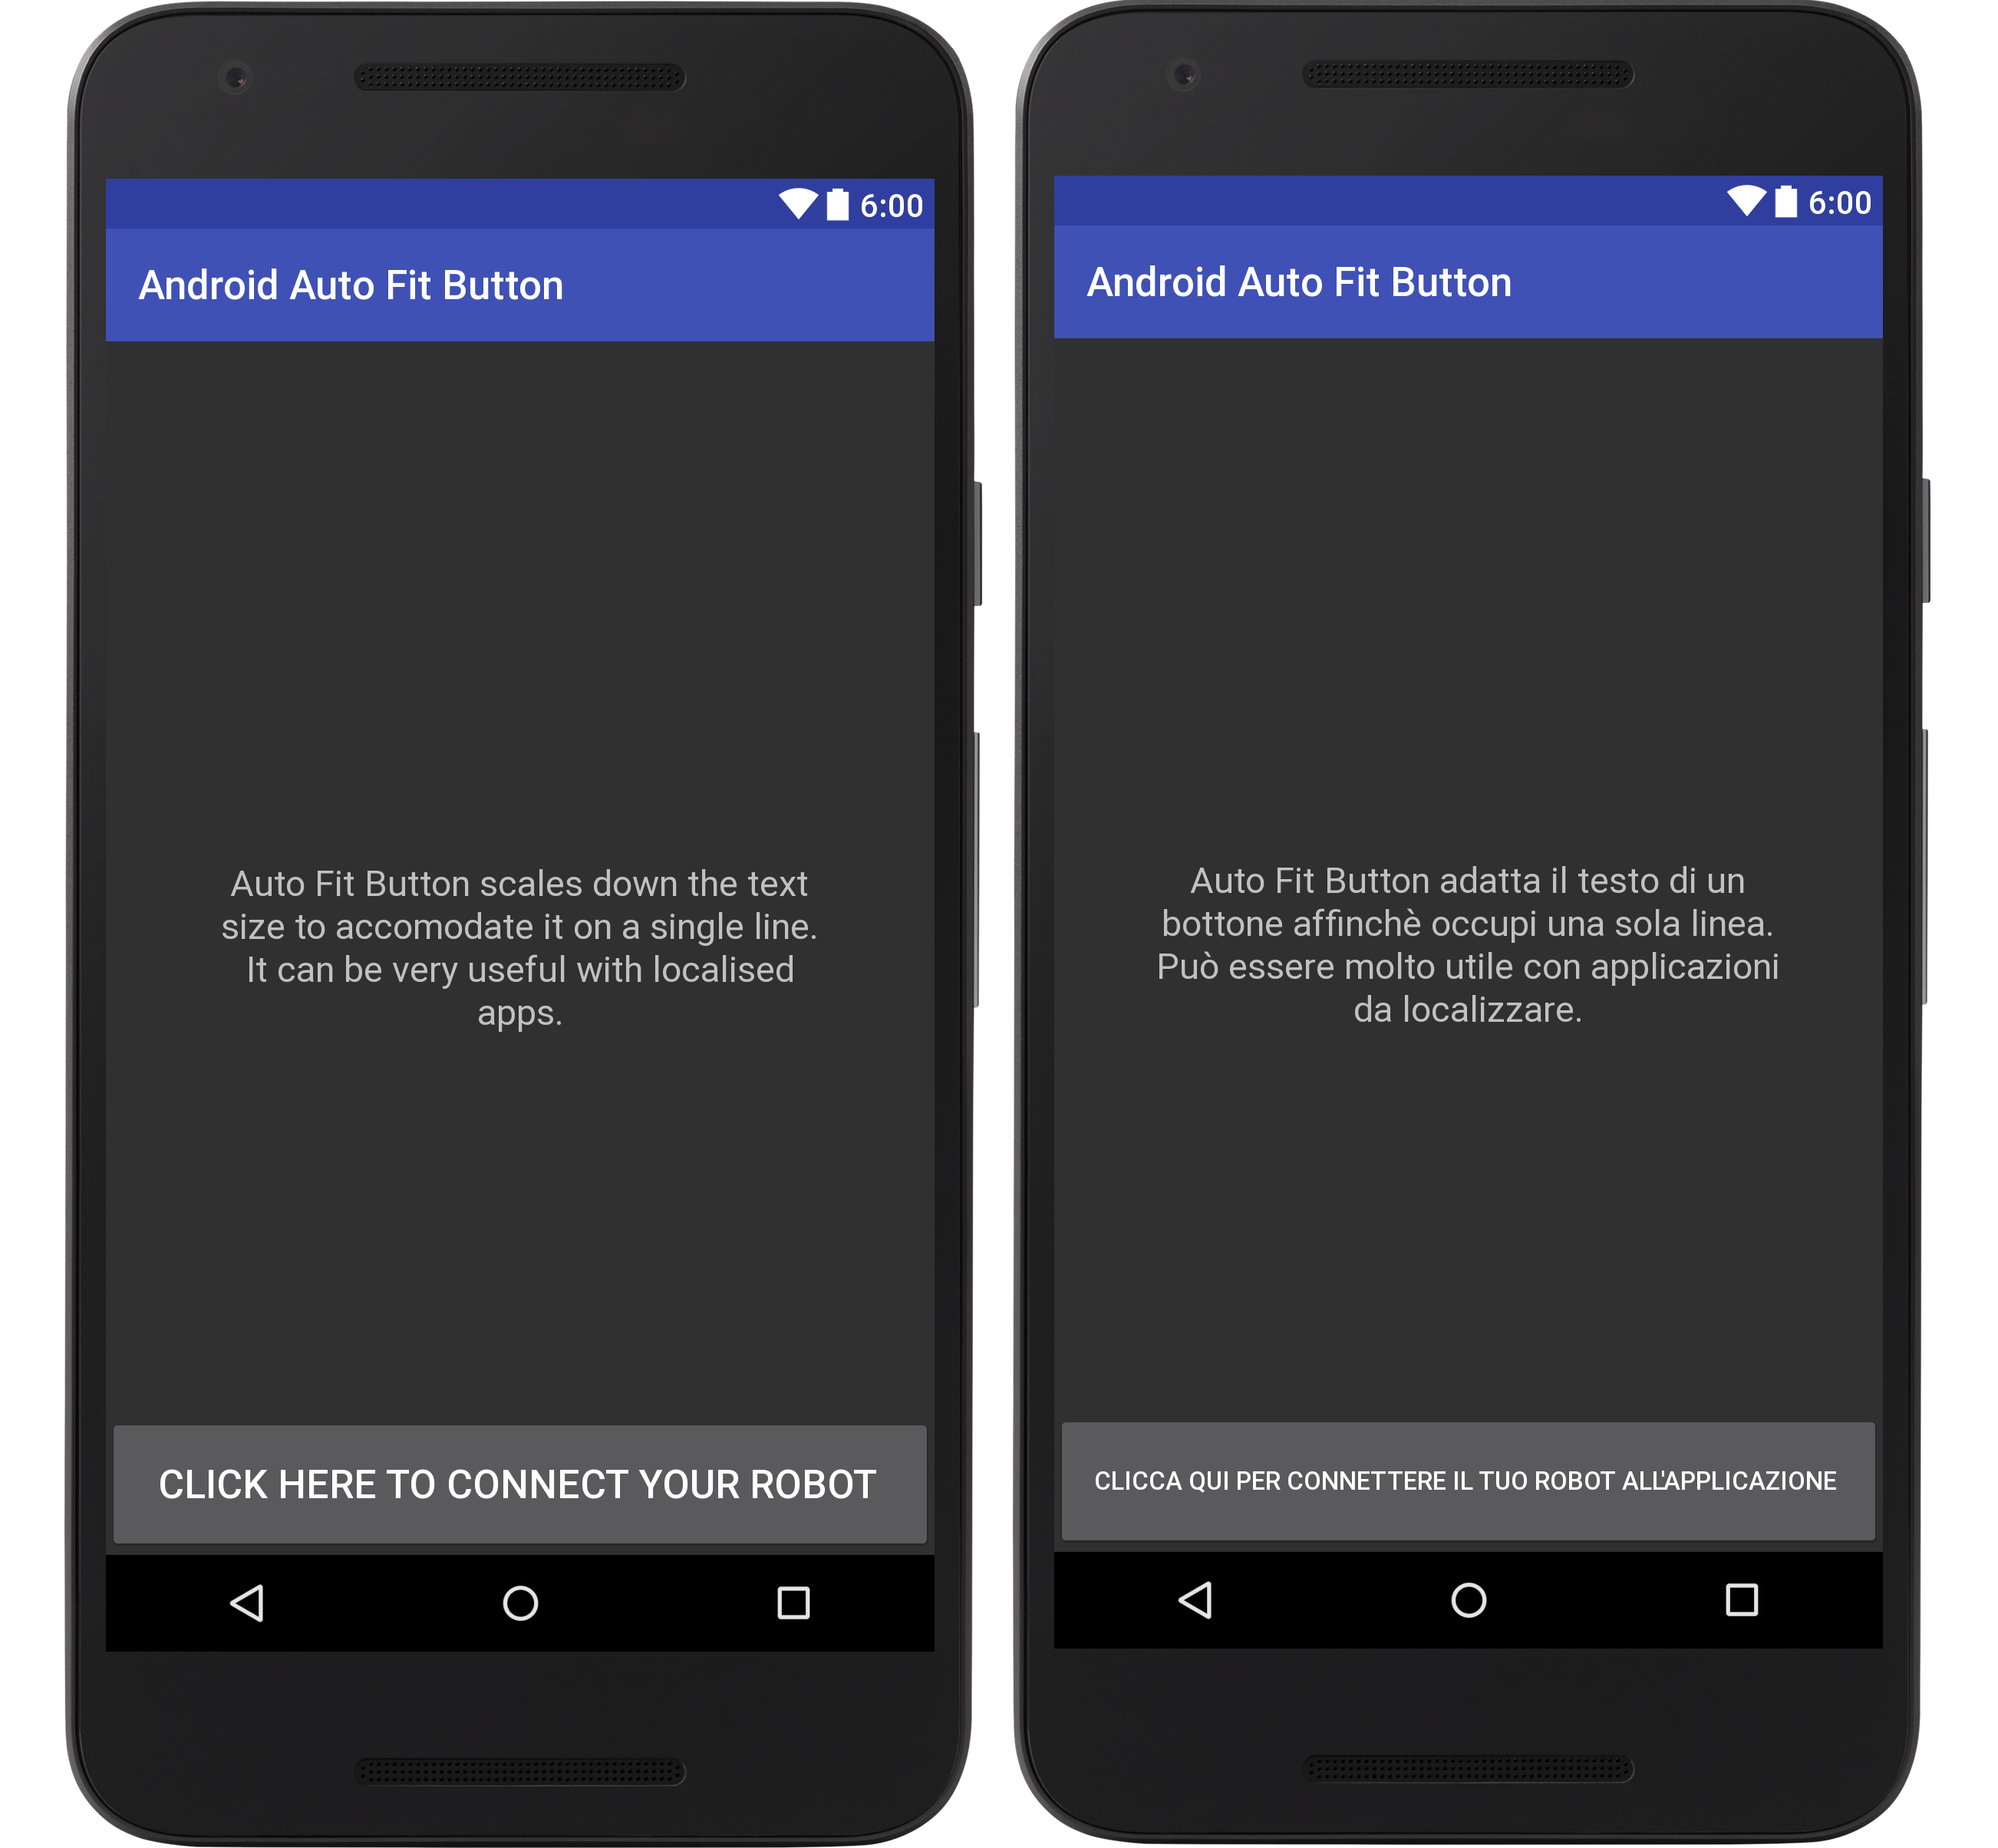 6:00
Android Auto Fit Button
Auto Fit Button scales down the text
size to accomodate it on a single line.
It can be very useful with localised
apps.
CLICK HERE TO CONNECT YOUR ROBOT
6:00
Android Auto Fit Button
Auto Fit Button adatta il testo di un
bottone affinchè occupi una sola linea.
Può essere molto utile con applicazioni
da localizzare.
CLICCA QUI PER CONNETTERE IL TUO ROBOT ALL'APPLICAZIONE